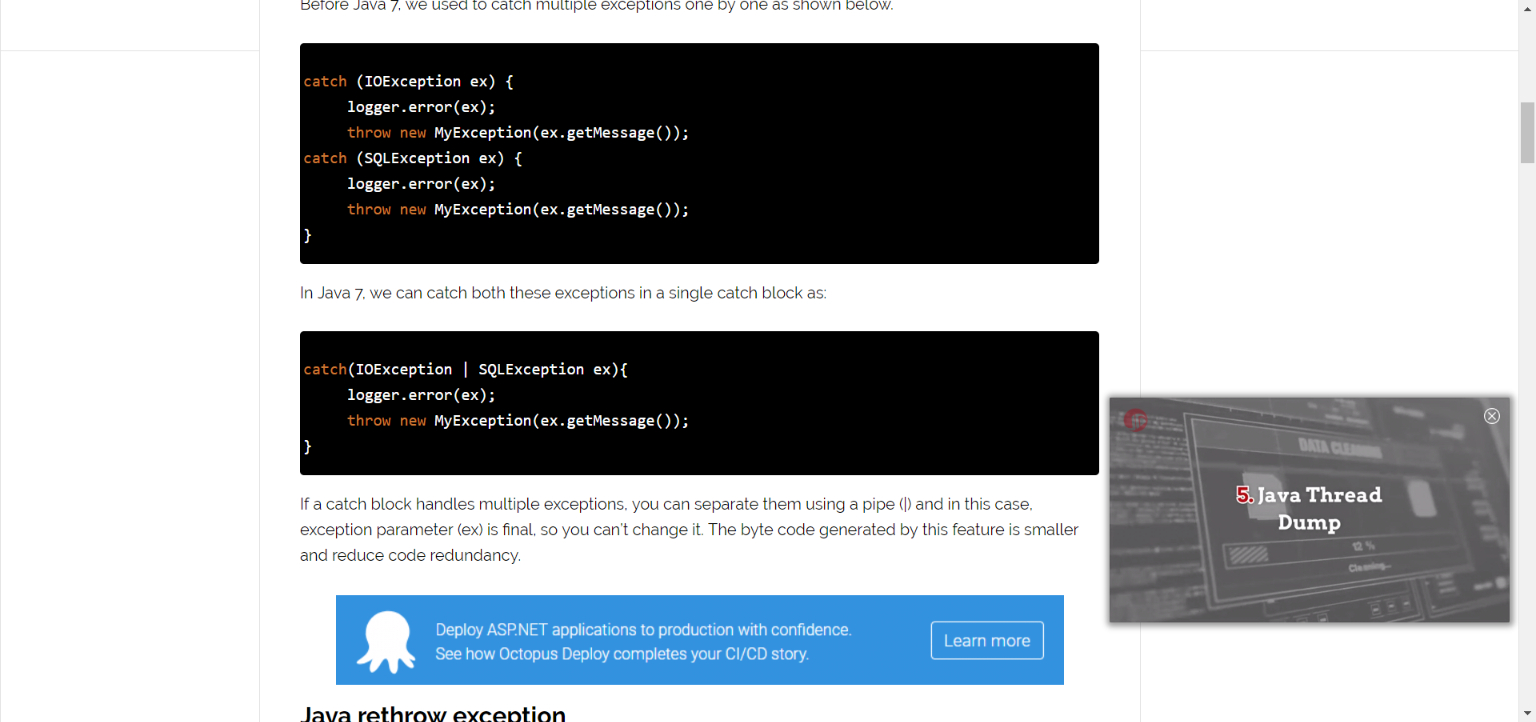 Before Java 7, we used to catch multiple exceptions one by one as shown below.
catch (IOException ex) {
     logger.error(ex);
     throw new MyException(ex.getMessage());
catch (SQLException ex) {
     logger.error(ex);
     throw new MyException(ex.getMessage());
}
In Java 7, we can catch both these exceptions in a single catch block as:
catch(IOException | SQLException ex){
     logger.error(ex);
     throw new MyException(ex.getMessage());
}
If a catch block handles multiple exceptions, you can separate them using a pipe (|) and in this case,
exception parameter (ex) is final, so you can't change it. The byte code generated by this feature is smaller
and reduce code redundancy.
DATA CLEANING
5. Java Thread
Dump
12 %
Cleaning...
Deploy ASP.NET applications to production with confidence.
See how Octopus Deploy completes your CI/CD story.
Learn more
Java rethrow exception